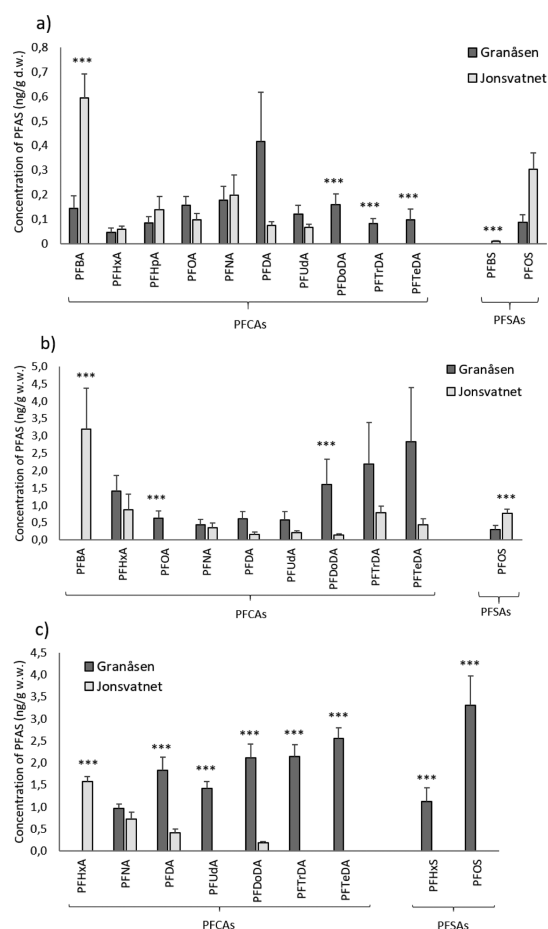 a)
Concentration of PFAS (ng/g d.w.)
0,8
0,7
0,6
0,5
0,4
0,3
0,2
0,1
0
Granåsen
Jonsvatnet
***
***
***
***
***
PFBA
PFHxA
PFHpA
PFOA
PFNA
PFDA
PFUdA
PFDoDA
PFTrDA
PFTeDA
PFBS
PFOS
PFCAs
PFSAs
b)
Concentration of PFAS (ng/g w.w.)
5,0
4,5
4,0
3,5
3,0
2,5
2,0
1,5
1,0
0,5
0,0
Granåsen
Jonsvatnet
***
***
***
***
PFBA
PFHxA
PFOA
PFNA
PFDA
PFUdA
PFDoDA
PFTrDA
PFTeDA
PFOS
PFCAs
PFSAs
c)
Concentration of PFAS (ng/g w.w.)
4,5
4,0
3,5
3,0
2,5
2,0
1,5
1,0
0,5
0,0
Granåsen
Jonsvatnet
***
***
***
***
***
***
***
***
PFHxA
PFNA
PFDA
PFUdA
PFDoDA
PFTrDA
PFTeDA
PFHxS
PFOS
PFCAs
PFSAs